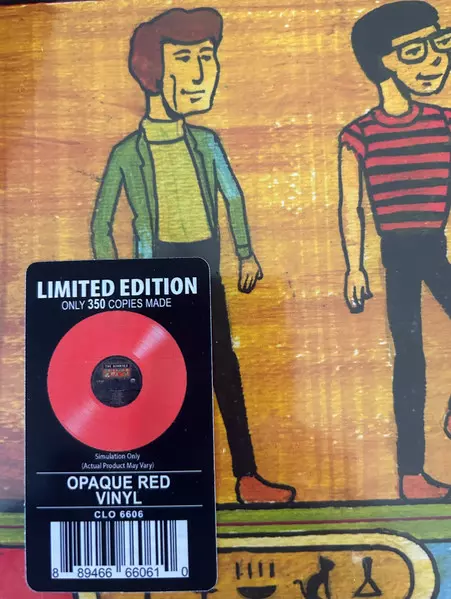 LIMITED EDITION
ONLY 350 COPIES MADE
Simulation Only
(Actual Product May Vary)
OPAQUE RED
VINYL
CLO 6606
8 89466 66061 0